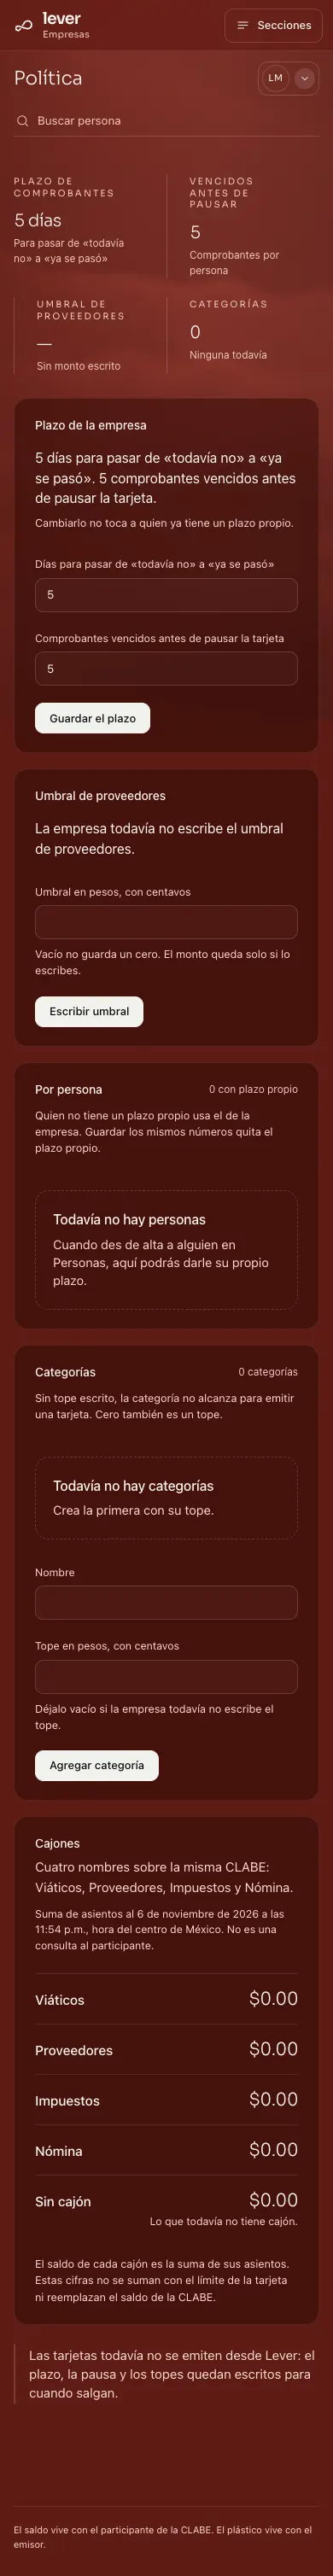 lever
Empresas
Secciones
Política
LM
Buscar persona
PLAZO DE
COMPROBANTES
5 días
Para pasar de «todavía
no» a «ya se pasó»
VENCIDOS
ANTES DE
PAUSAR
5
Comprobantes por
persona
UMBRAL DE
PROVEEDORES
—
Sin monto escrito
CATEGORÍAS
0
Ninguna todavía
Plazo de la empresa
5 días para pasar de «todavía no» a «ya
se pasó». 5 comprobantes vencidos antes
de pausar la tarjeta.
Cambiarlo no toca a quien ya tiene un plazo propio.
Días para pasar de «todavía no» a «ya se pasó»
5
Comprobantes vencidos antes de pausar la tarjeta
5
Guardar el plazo
Umbral de proveedores
La empresa todavía no escribe el umbral
de proveedores.
Umbral en pesos, con centavos
Vacío no guarda un cero. El monto queda solo si lo
escribes.
Escribir umbral
Por persona
0 con plazo propio
Quien no tiene un plazo propio usa el de la
empresa. Guardar los mismos números quita el
plazo propio.
Todavía no hay personas
Cuando des de alta a alguien en
Personas, aquí podrás darle su propio
plazo.
Categorías
0 categorías
Sin tope escrito, la categoría no alcanza para emitir
una tarjeta. Cero también es un tope.
Todavía no hay categorías
Crea la primera con su tope.
Nombre
Tope en pesos, con centavos
Déjalo vacío si la empresa todavía no escribe el
tope.
Agregar categoría
Cajones
Cuatro nombres sobre la misma CLABE:
Viáticos, Proveedores, Impuestos y Nómina.
Suma de asientos al 6 de noviembre de 2026 a las
11:54 p.m., hora del centro de México. No es una
consulta al participante.
Viáticos $0.00
Proveedores $0.00
Impuestos $0.00
Nómina $0.00
Sin cajón $0.00
Lo que todavía no tiene cajón.
El saldo de cada cajón es la suma de sus asientos.
Estas cifras no se suman con el límite de la tarjeta
ni reemplazan el saldo de la CLABE.
Las tarjetas todavía no se emiten desde Lever: el
plazo, la pausa y los topes quedan escritos para
cuando salgan.
El saldo vive con el participante de la CLABE. El plástico vive con el
emisor.